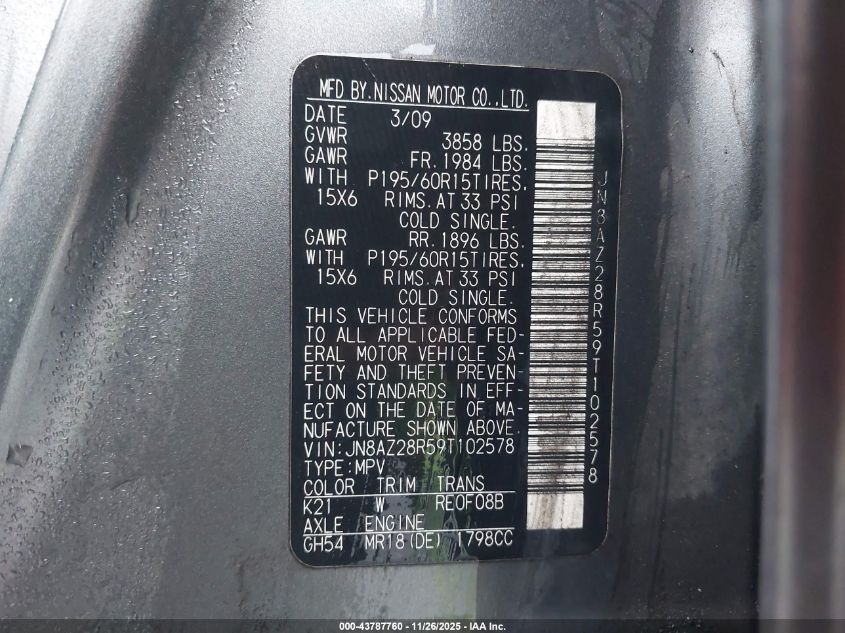 MFD BY.NISSAN MOTOR CO.,LTD.
DATE 3/09
GVWR 3858 LBS.
GAWR FR. 1984 LBS.
WITH P195/60R15TIRES.
15X6 RIMS. AT 33 PSI
COLD SINGLE.
GAWR RR. 1896 LBS.
WITH P195/60R15TIRES.
15X6 RIMS. AT 33 PSI
COLD SINGLE.
THIS VEHICLE CONFORMS
TO ALL APPLICABLE FED-
ERAL MOTOR VEHICLE SA-
FETY AND THEFT PREVEN-
TION STANDARDS IN EFF-
ECT ON THE DATE OF MA-
NUFACTURE SHOWN ABOVE.
VIN:JN8AZ28R59T102578
TYPE:MPV
COLOR TRIM TRANS
K21 W RE0F08B
AXLE ENGINE
GH54 MR18(DE) 1798CC
JN8AZ28R59T102578
000-43787760 - 11/26/2025 - IAA Inc.